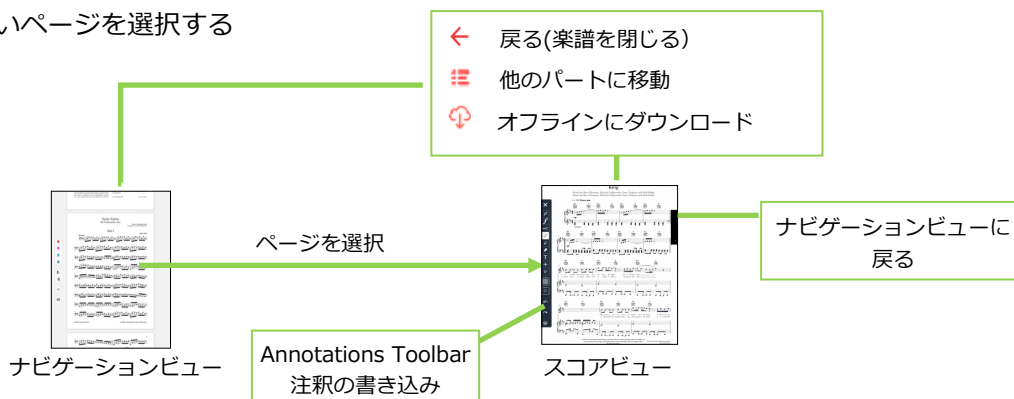 いページを選択する
戻る(楽譜を閉じる）
他のパートに移動
オフラインにダウンロード
King
ページを選択
ナビゲーションビューに
戻る
Annotations Toolbar
注釈の書き込み
ナビゲーションビュー
スコアビュー